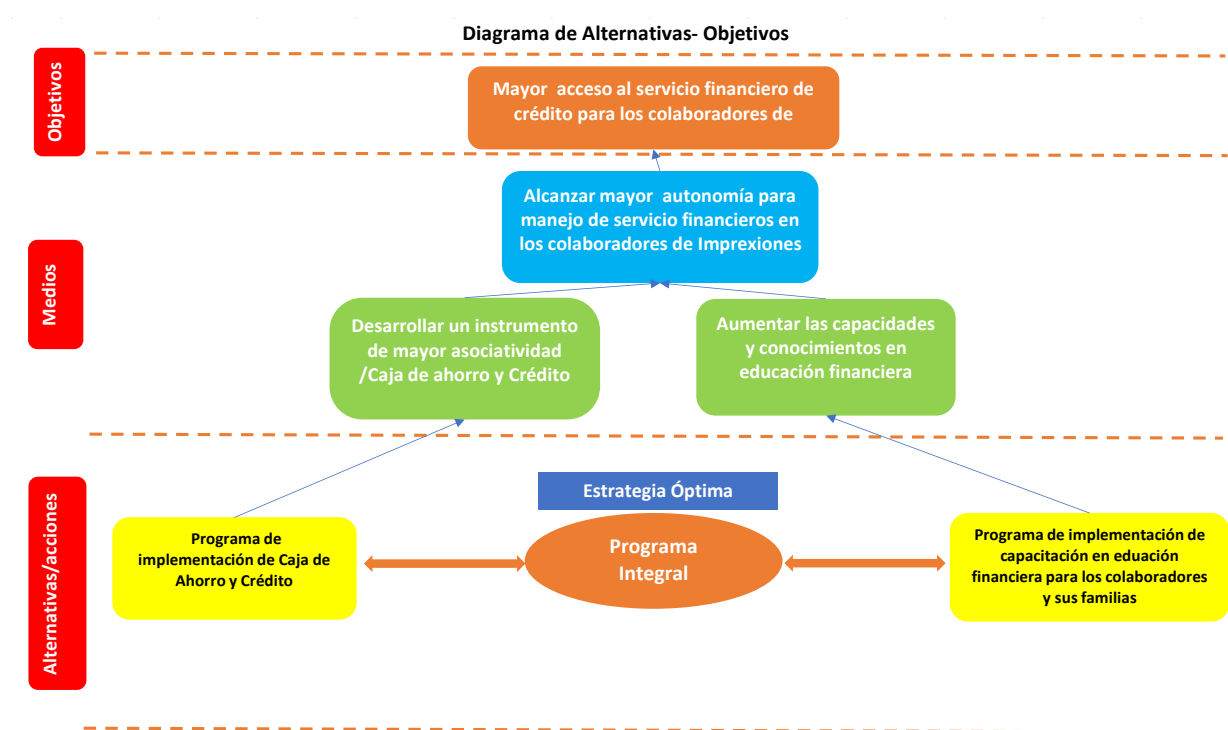 Diagrama de Alternativas- Objetivos
Objetivos
Mayor acceso al servicio financiero de
crédito para los colaboradores de
Medios
Alcanzar mayor autonomía para
manejo de servicio financieros en
los colaboradores de Imprexiones
Desarrollar un instrumento
de mayor asociatividad
/Caja de ahorro y Crédito
Aumentar las capacidades
y conocimientos en
educación financiera
Alternativas/acciones
Estrategia Óptima
Programa de
implementación de Caja de
Ahorro y Crédito
Programa
Integral
Programa de implementación de
capacitación en eduación
financiera para los colaboradores
y sus familias